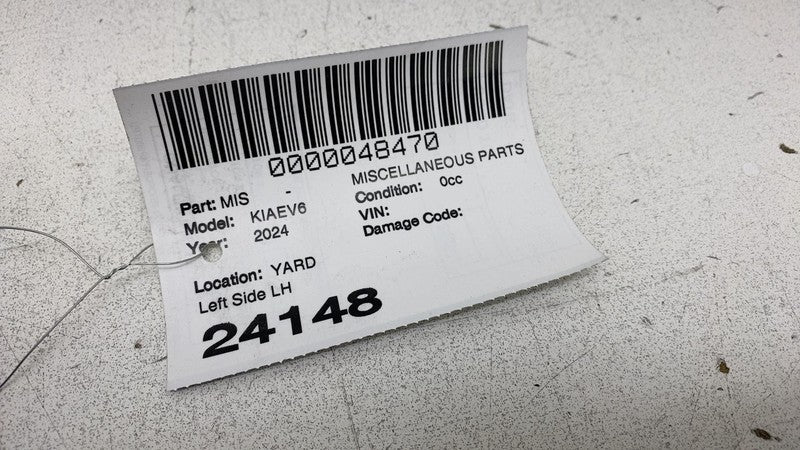 0000048470
Part: MIS - MISCELLANEOUS PARTS
Model: KIAEV6 Condition: 0cc
Year: 2024 VIN:
Damage Code:
Location: YARD
Left Side LH
24148